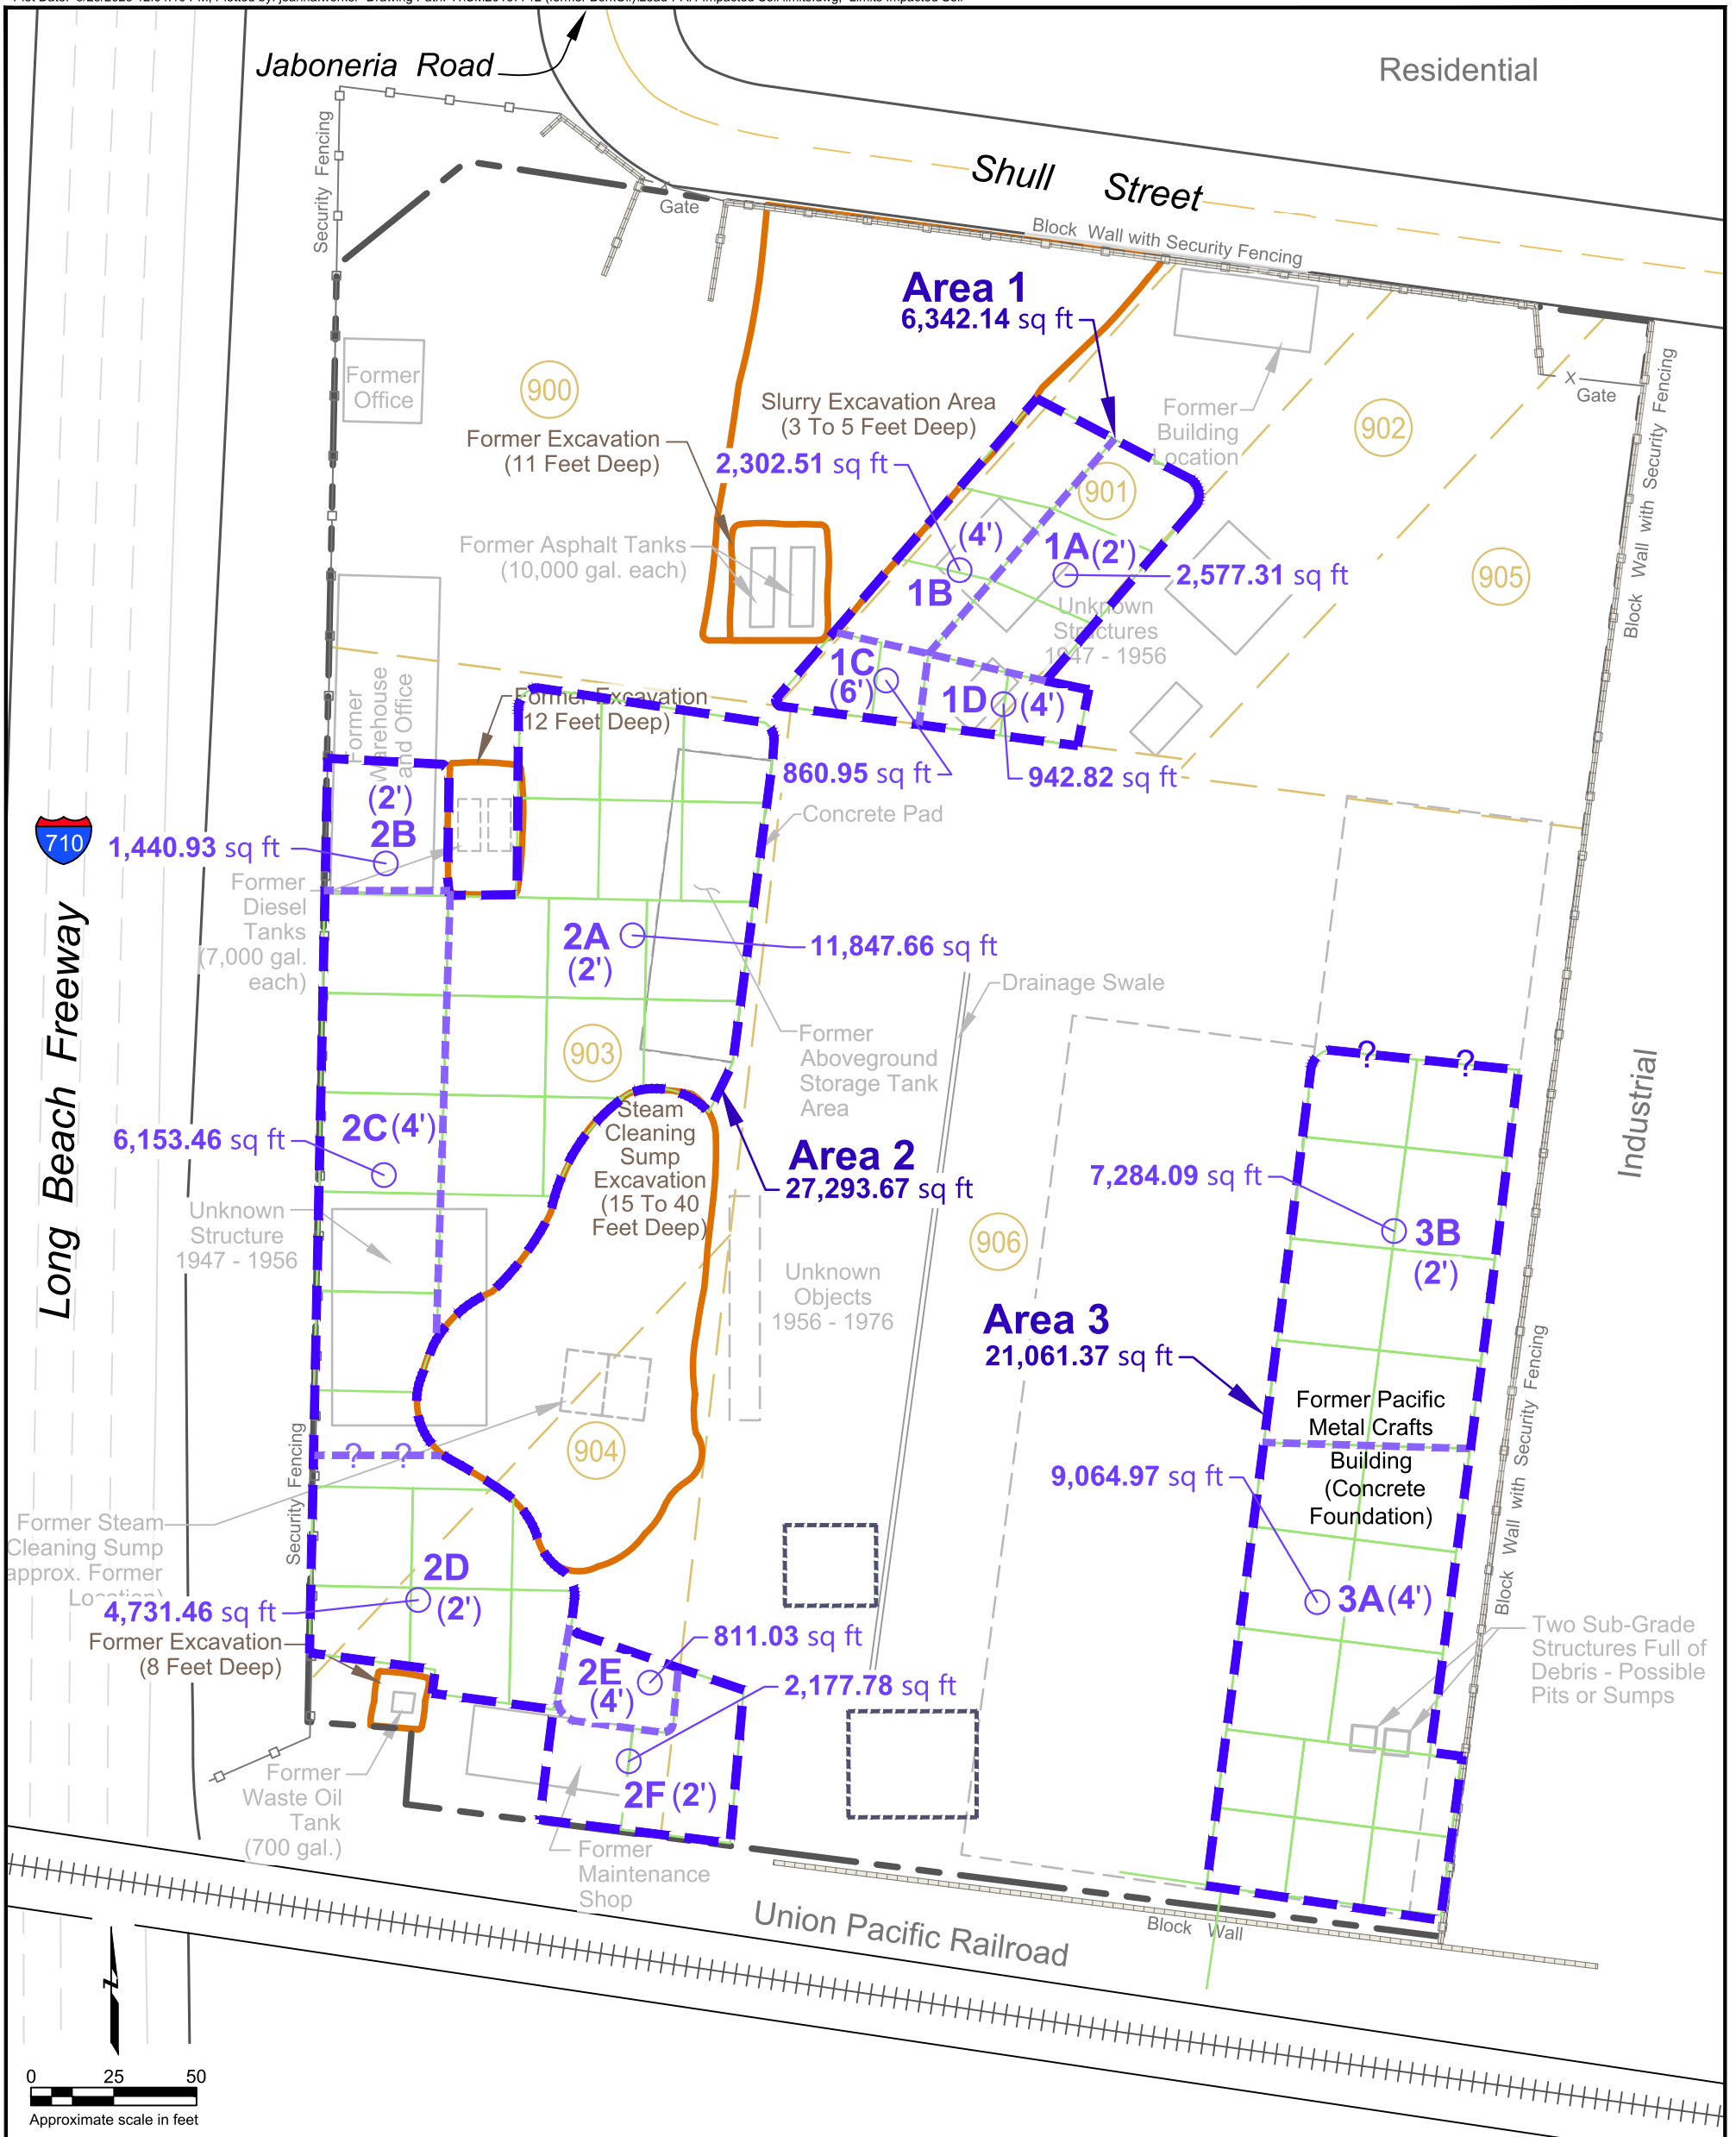 Jaboneria Road
Residential
Shull Street
Security Fencing
Gate
Block Wall with Security Fencing
Area 1
6,342.14 sq ft
Former
Office
900
Slurry Excavation Area
(3 To 5 Feet Deep)
Former Excavation
(11 Feet Deep)
2,302.51 sq ft
Former
Building
Location
902
X
Gate
Block Wall with Security Fencing
901
Former Asphalt Tanks
(10,000 gal. each)
(4')
1B
1A (2')
2,577.31 sq ft
905
Unknown
Structures
1947 - 1956
1C
(6')
1D (4')
860.95 sq ft
942.82 sq ft
Former
Warehouse
and Office
Former Excavation
(12 Feet Deep)
(2')
2B
710
1,440.93 sq ft
Concrete Pad
Former
Diesel
Tanks
(7,000 gal.
each)
2A
(2')
11,847.66 sq ft
Drainage Swale
Long Beach Freeway
903
Former
Aboveground
Storage Tank
Area
? ?
Industrial
2C (4')
6,153.46 sq ft
Steam
Cleaning
Sump
Excavation
(15 To 40
Feet Deep)
Area 2
27,293.67 sq ft
7,284.09 sq ft
3B
(2')
Unknown
Structure
1947 - 1956
906
Unknown
Objects
1956 - 1976
Area 3
21,061.37 sq ft
Former Pacific
Metal Crafts
Building
(Concrete
Foundation)
Block Wall with Security Fencing
904
? ?
9,064.97 sq ft
Security Fencing
Former Steam
Cleaning Sump
approx. Former
Location)
2D
(2')
4,731.46 sq ft
3A (4')
Former Excavation
(8 Feet Deep)
811.03 sq ft
2E
(4')
2,177.78 sq ft
Two Sub-Grade
Structures Full of
Debris - Possible
Pits or Sumps
2F (2')
Former
Waste Oil
Tank
(700 gal.)
Former
Maintenance
Shop
Union Pacific Railroad
Block Wall
0 25 50
Approximate scale in feet